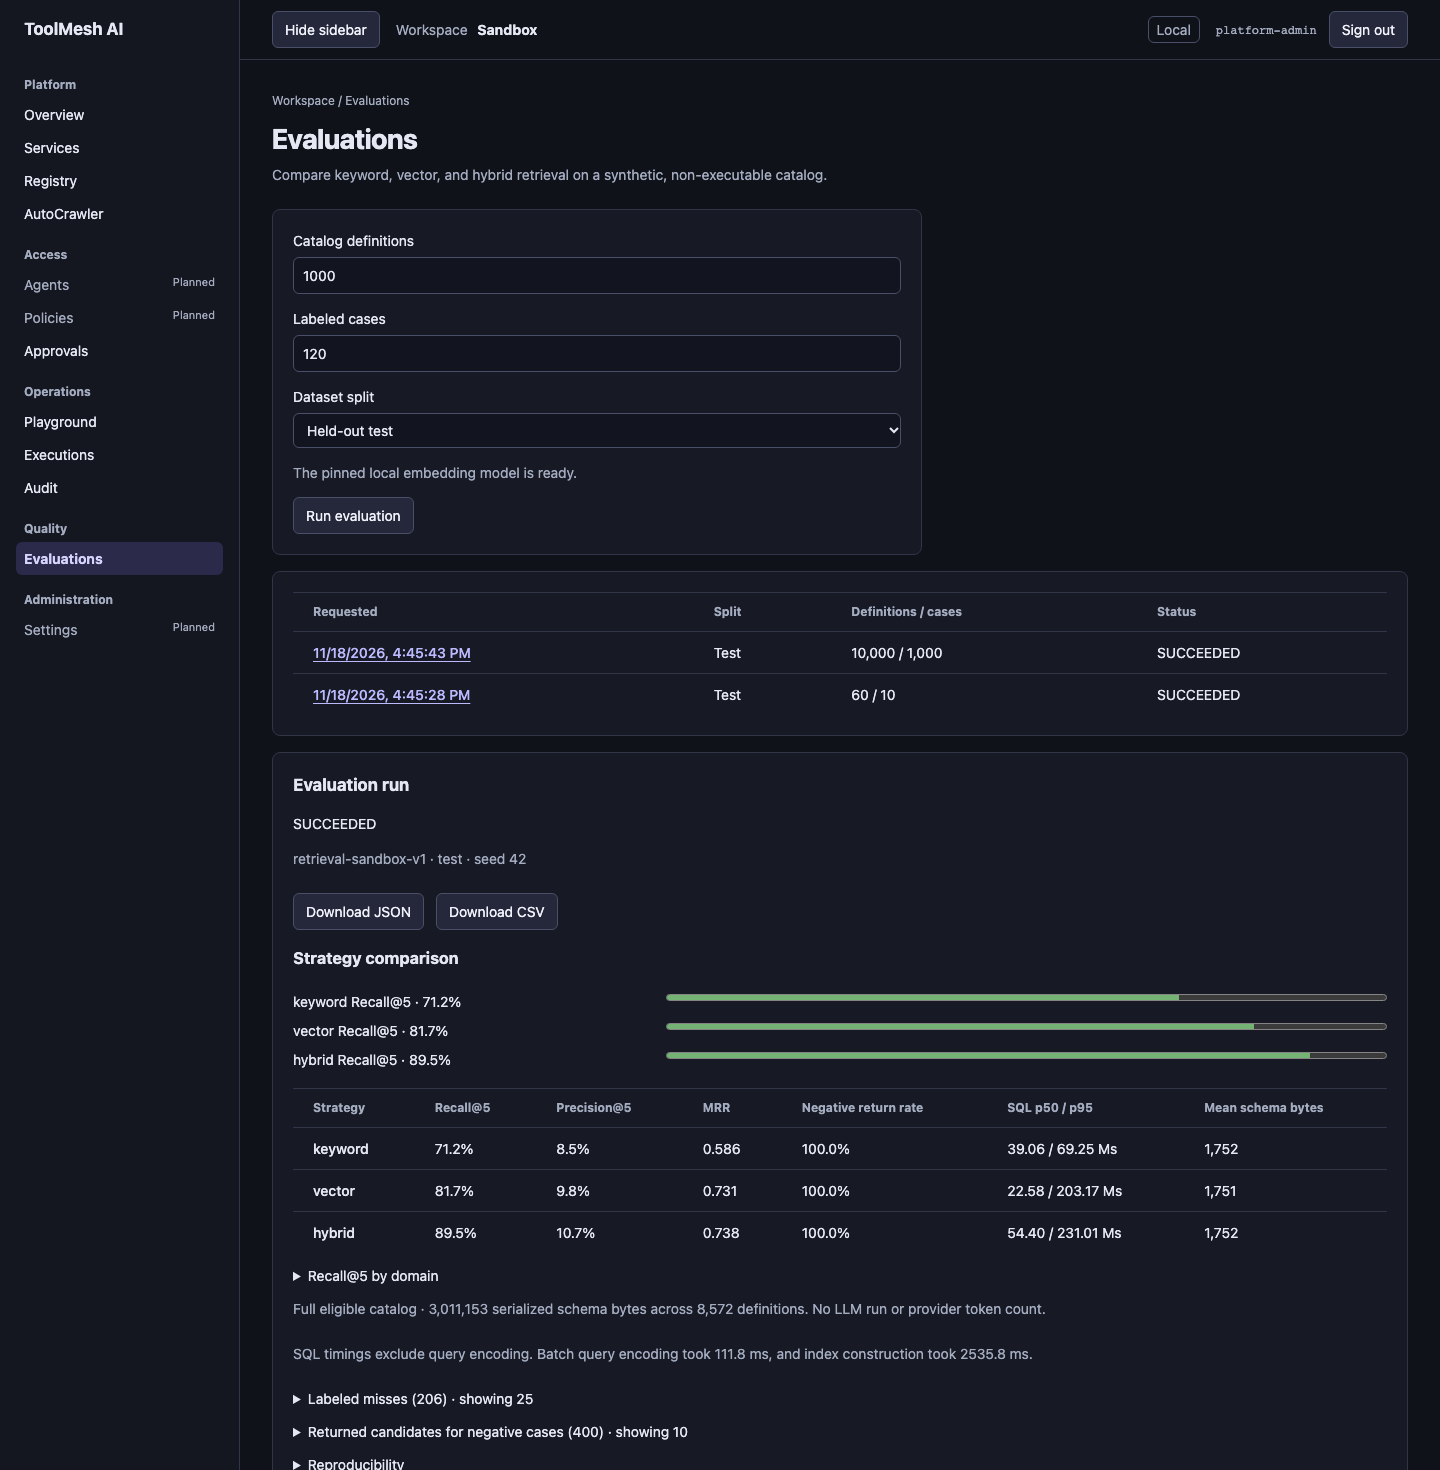 ToolMesh AI
Platform
Overview
Services
Registry
AutoCrawler
Access
Agents Planned
Policies Planned
Approvals
Operations
Playground
Executions
Audit
Quality
Evaluations
Administration
Settings Planned
Hide sidebar Workspace Sandbox Local platform-admin Sign out
Workspace / Evaluations
Evaluations
Compare keyword, vector, and hybrid retrieval on a synthetic, non-executable catalog.
Catalog definitions
1000
Labeled cases
120
Dataset split
Held-out test
The pinned local embedding model is ready.
Run evaluation
Requested Split Definitions / cases Status
11/18/2026, 4:45:43 PM Test 10,000 / 1,000 SUCCEEDED
11/18/2026, 4:45:28 PM Test 60 / 10 SUCCEEDED
Evaluation run
SUCCEEDED
retrieval-sandbox-v1 · test · seed 42
Download JSON Download CSV
Strategy comparison
keyword Recall@5 · 71.2%
vector Recall@5 · 81.7%
hybrid Recall@5 · 89.5%
Strategy Recall@5 Precision@5 MRR Negative return rate SQL p50 / p95 Mean schema bytes
keyword 71.2% 8.5% 0.586 100.0% 39.06 / 69.25 Ms 1,752
vector 81.7% 9.8% 0.731 100.0% 22.58 / 203.17 Ms 1,751
hybrid 89.5% 10.7% 0.738 100.0% 54.40 / 231.01 Ms 1,752
Recall@5 by domain
Full eligible catalog · 3,011,153 serialized schema bytes across 8,572 definitions. No LLM run or provider token count.
SQL timings exclude query encoding. Batch query encoding took 111.8 ms, and index construction took 2535.8 ms.
Labeled misses (206) · showing 25
Returned candidates for negative cases (400) · showing 10
Reproducibility